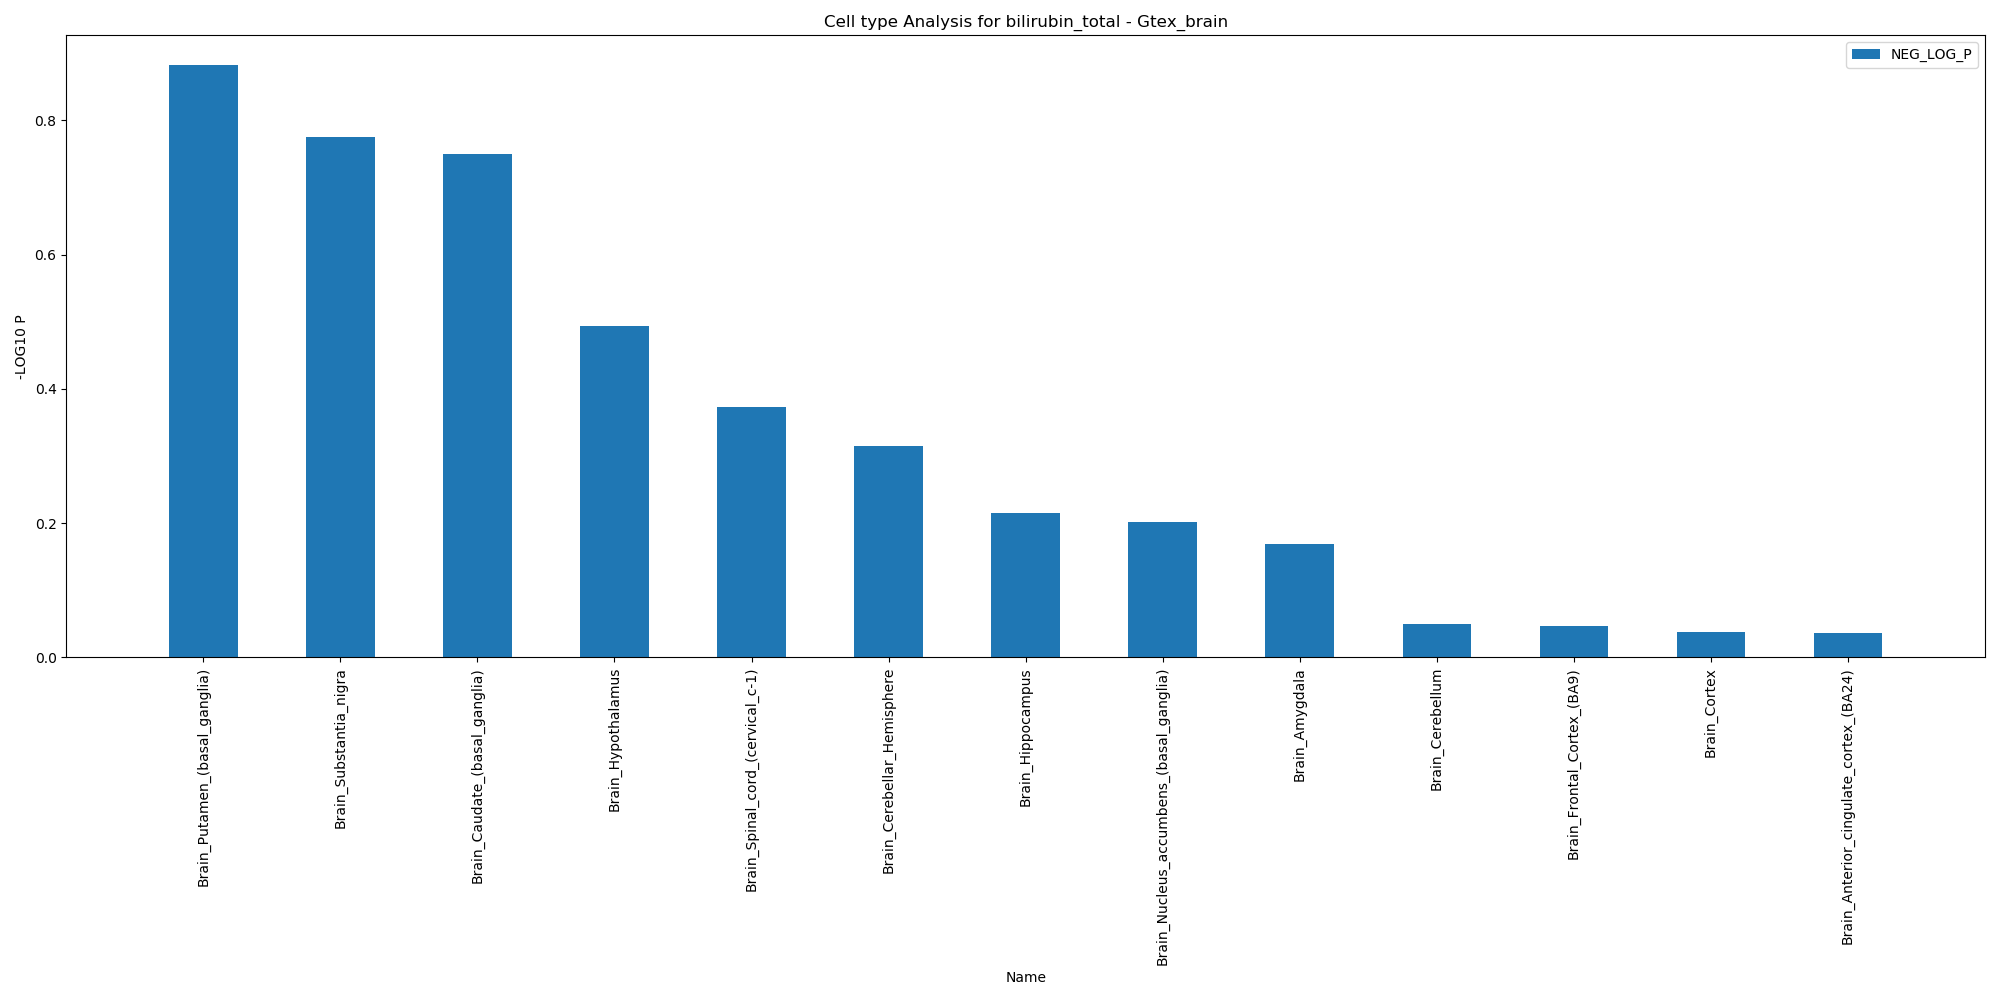 Cell type Analysis for bilirubin_total - Gtex_brain
NEG_LOG_P
-LOG10 P
0.8
0.6
0.4
0.2
0.0
Brain_Putamen_(basal_ganglia)
Brain_Substantia_nigra
Brain_Caudate_(basal_ganglia)
Brain_Hypothalamus
Brain_Spinal_cord_(cervical_c-1)
Brain_Cerebellar_Hemisphere
Brain_Hippocampus
Brain_Nucleus_accumbens_(basal_ganglia)
Brain_Amygdala
Brain_Cerebellum
Brain_Frontal_Cortex_(BA9)
Brain_Cortex
Brain_Anterior_cingulate_cortex_(BA24)
Name